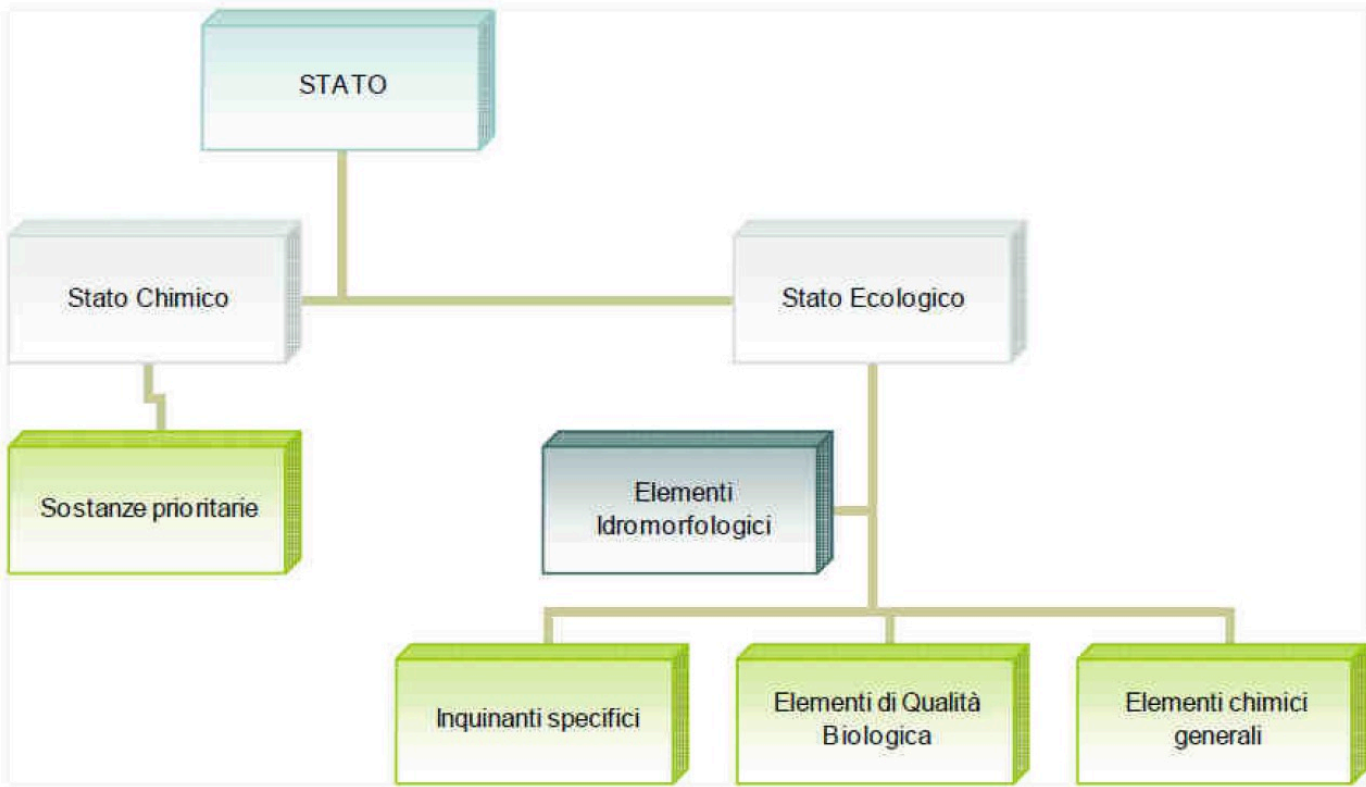 STATO
Stato Chimico
Stato Ecologico
Sostanze prioritarie
Elementi
Idromorfologici
Inquinanti specifici
Elementi di Qualità
Biologica
Elementi chimici
generali